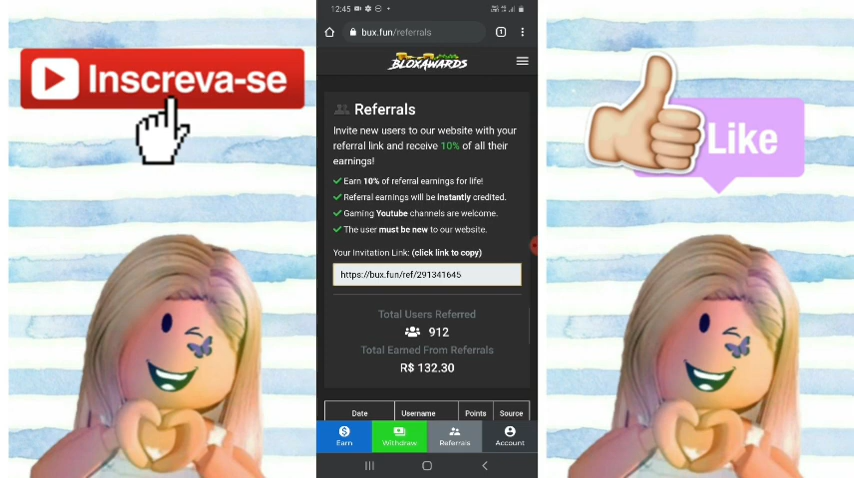 Inscreva-se
Like
12:45
bux.fun/referrals
1
BLOXAWARDS
Referrals
Invite new users to our website with your
referral link and receive 10% of all their
earnings!
Earn 10% of referral earnings for life!
Referral earnings will be instantly credited.
Gaming Youtube channels are welcome.
The user must be new to our website.
Your Invitation Link: (click link to copy)
https://bux.fun/ref/291341645
Total Users Referred
912
Total Earned From Referrals
R$ 132.30
Date Username Points Source
Earn Withdraw Referrals Account